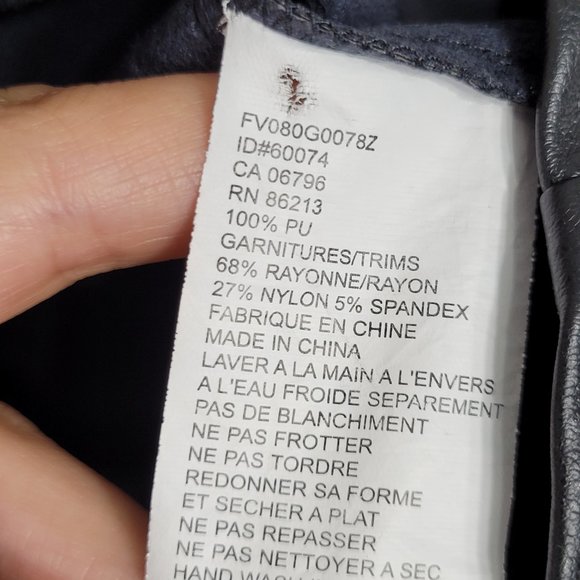 FV080G0078Z
ID#60074
CA 06796
RN 86213
100% PU
GARNITURES/TRIMS
68% RAYONNE/RAYON
27% NYLON 5% SPANDEX
FABRIQUE EN CHINE
MADE IN CHINA
LAVER A LA MAIN A L'ENVERS
A L'EAU FROIDE SEPAREMENT
PAS DE BLANCHIMENT
NE PAS FROTTER
NE PAS TORDRE
REDONNER SA FORME
ET SECHER A PLAT
NE PAS REPASSER
NE PAS NETTOYER A SEC
HAND WASH